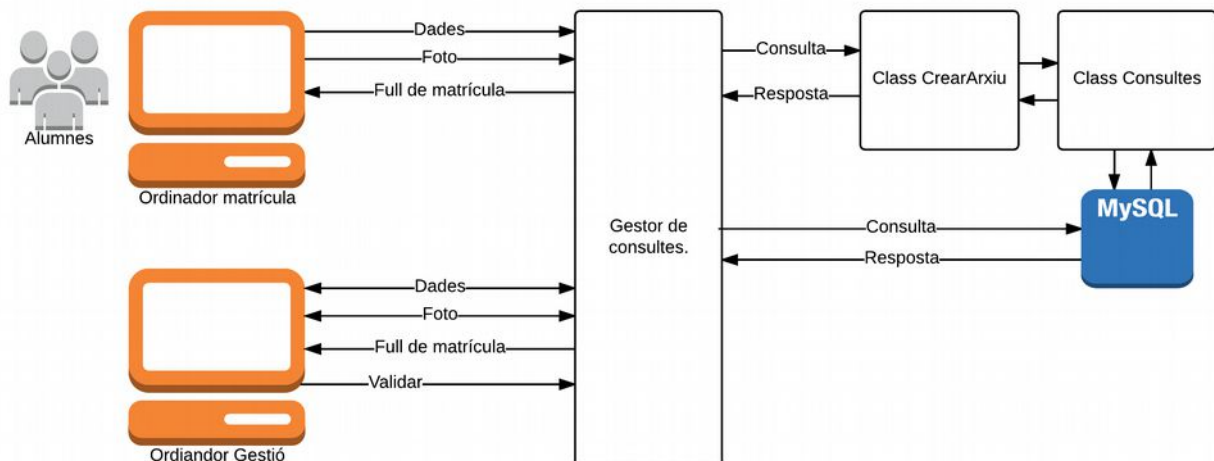 Alumnes
Ordinador matrícula
Dades
Foto
Full de matrícula
Gestor de
consultes.
Consulta
Resposta
Class CrearArxiu
Class Consultes
Consulta
Resposta
MySQL
Dades
Foto
Full de matrícula
Validar
Ordiandor Gestió